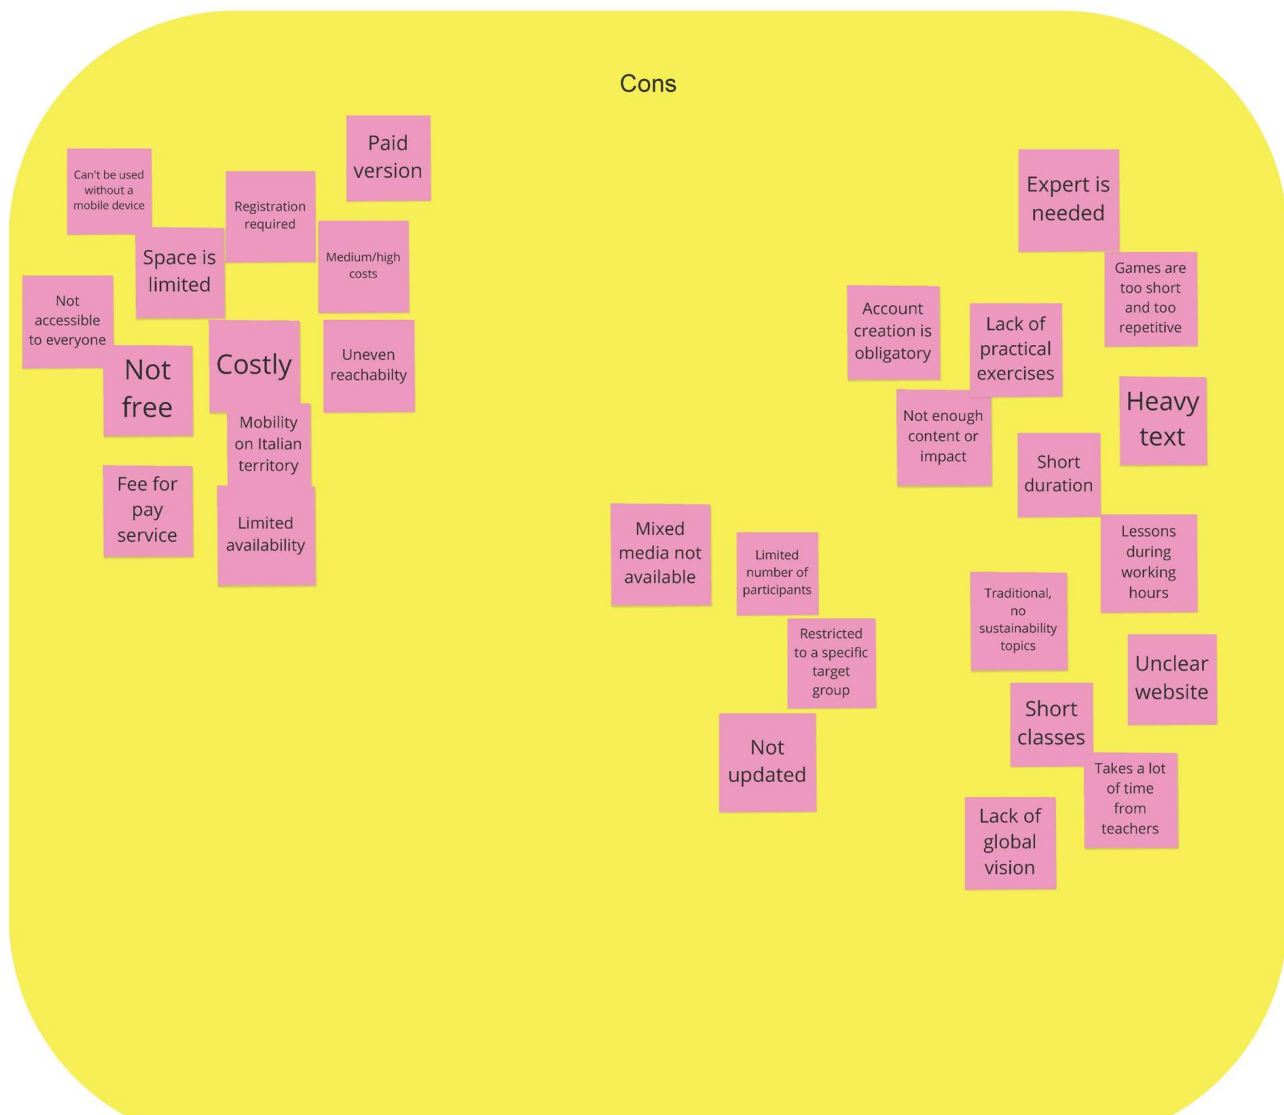 Cons
Paid
version
Can't be used
without a
mobile device
Registration
required
Space is
limited
Medium/high
costs
Not
accessible
to everyone
Costly
Uneven
reachabilty
Not
free
Mobility
on Italian
territory
Fee for
pay
service
Limited
availability
Mixed
media not
available
Limited
number of
participants
Restricted
to a specific
target
group
Not
updated
Expert is
needed
Games are
too short
and too
repetitive
Account
creation is
obligatory
Lack of
practical
exercises
Heavy
text
Not enough
content or
impact
Short
duration
Lessons
during
working
hours
Traditional,
no
sustainability
topics
Unclear
website
Short
classes
Takes a lot
of time
from
teachers
Lack of
global
vision